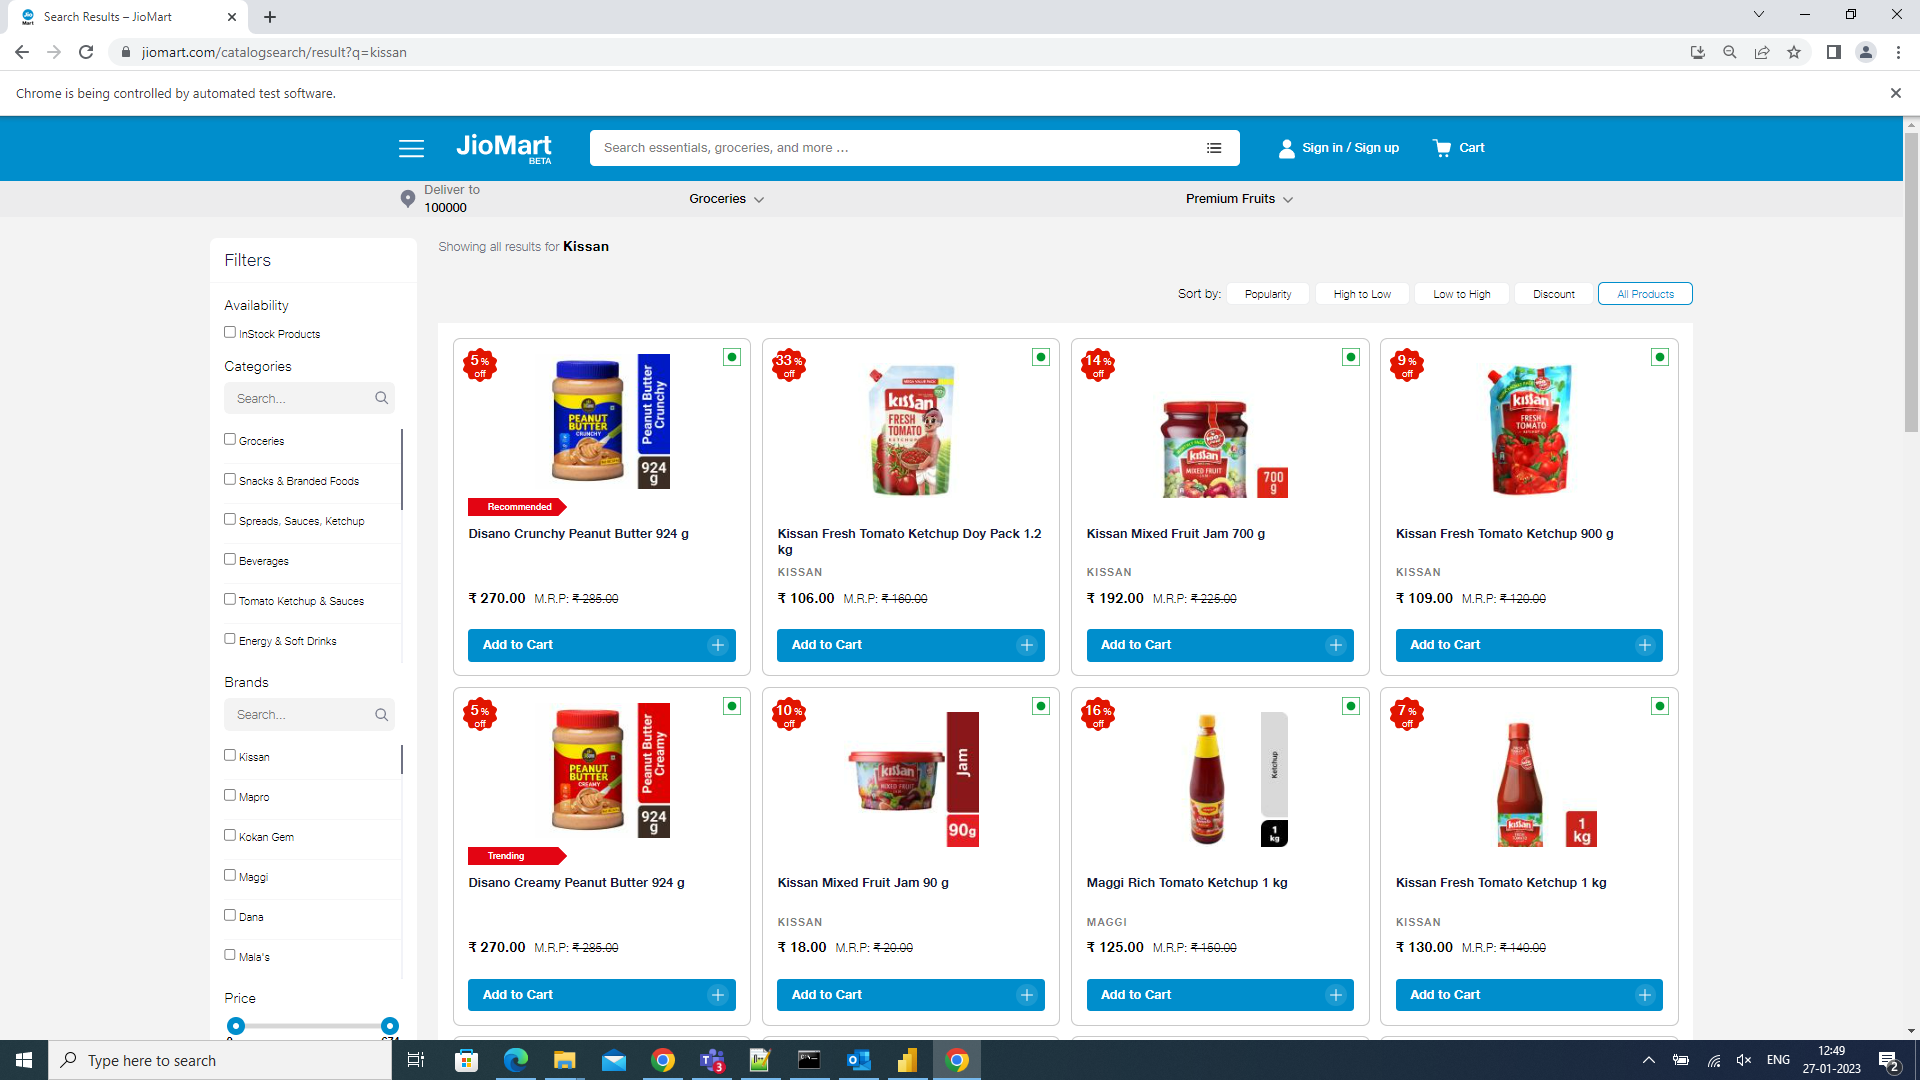 Search Results – JioMart
jiomart.com/catalogsearch/result?q=kissan
Chrome is being controlled by automated test software.
JioMart
BETA
Search essentials, groceries, and more ...
Sign in / Sign up
Cart
Deliver to
100000
Groceries
Premium Fruits
Filters
Availability
InStock Products
Categories
Search...
Groceries
Snacks & Branded Foods
Spreads, Sauces, Ketchup
Beverages
Tomato Ketchup & Sauces
Energy & Soft Drinks
Brands
Search...
Kissan
Mapro
Kokan Gem
Maggi
Dana
Mala's
Price
Showing all results for Kissan
Sort by: Popularity High to Low Low to High Discount All Products
5% off
PEANUT BUTTER CRUNCHY
Peanut Butter Crunchy
924 g
Recommended
Disano Crunchy Peanut Butter 924 g
₹ 270.00 M.R.P: ₹ 285.00
Add to Cart
33% off
Kissan FRESH TOMATO KETCHUP
Kissan Fresh Tomato Ketchup Doy Pack 1.2
kg
KISSAN
₹ 106.00 M.R.P: ₹ 160.00
Add to Cart
14% off
Kissan MIXED FRUIT
700 g
Kissan Mixed Fruit Jam 700 g
KISSAN
₹ 192.00 M.R.P: ₹ 225.00
Add to Cart
9% off
Kissan FRESH TOMATO
Kissan Fresh Tomato Ketchup 900 g
KISSAN
₹ 109.00 M.R.P: ₹ 120.00
Add to Cart
5% off
PEANUT BUTTER CREAMY
Peanut Butter Creamy
924 g
Trending
Disano Creamy Peanut Butter 924 g
₹ 270.00 M.R.P: ₹ 285.00
Add to Cart
10% off
Kissan MIXED FRUIT
Jam
90g
Kissan Mixed Fruit Jam 90 g
KISSAN
₹ 18.00 M.R.P: ₹ 20.00
Add to Cart
16% off
Ketchup
1 kg
Maggi Rich Tomato Ketchup 1 kg
MAGGI
₹ 125.00 M.R.P: ₹ 150.00
Add to Cart
7% off
Kissan
1 kg
Kissan Fresh Tomato Ketchup 1 kg
KISSAN
₹ 130.00 M.R.P: ₹ 140.00
Add to Cart
Type here to search
3
ENG
12:49
27-01-2023
2